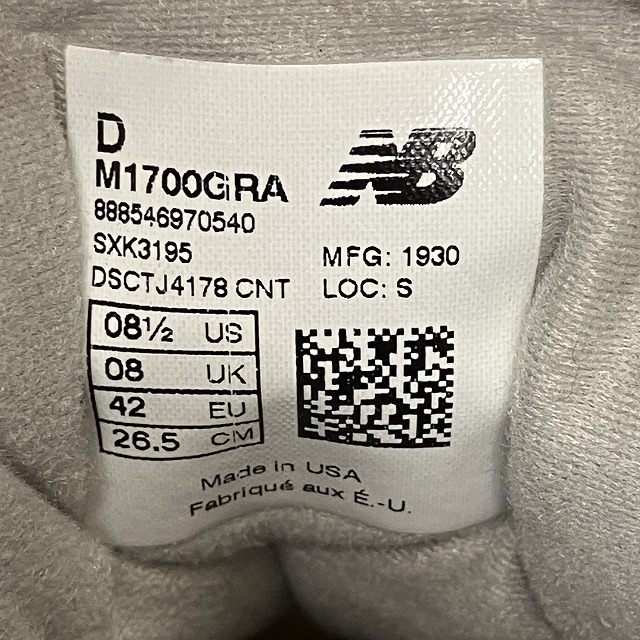 D
M1700GRA
888546970540
SXK3195
DSCTJ4178 CNT
NB
MFG: 1930
LOC: S
08½ US
08 UK
42 EU
26.5 CM
Made in USA
Fabriqué aux É.-U.